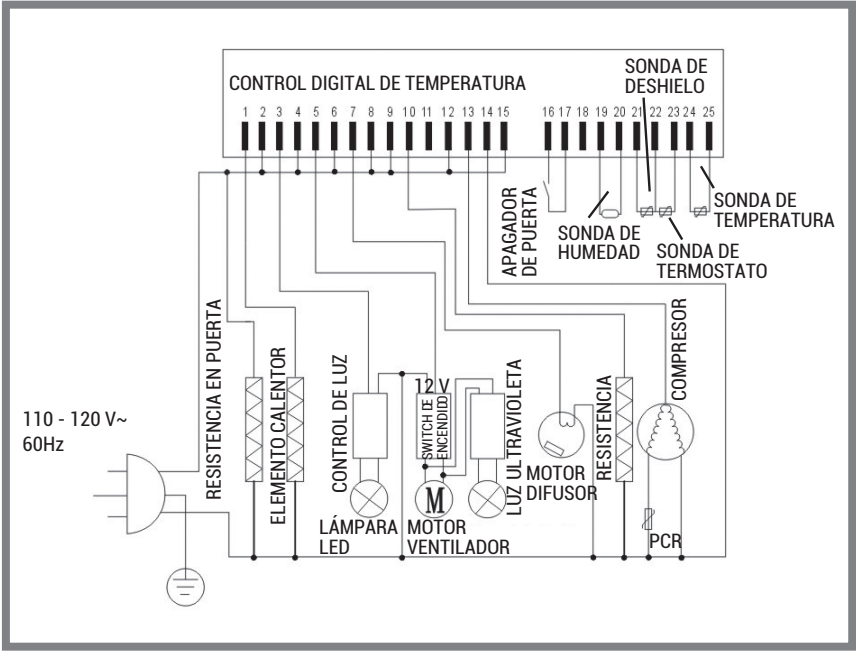 CONTROL DIGITAL DE TEMPERATURA
SONDA DE
DESHIELO
1 2 3 4 5 6 7 8 9 10 11 12 13 14 15
16 17 18 19 20 21 22 23 24 25
APAGADOR
DE PUERTA
SONDA DE
HUMEDAD
SONDA DE
TEMPERATURA
SONDA DE
TERMOSTATO
110 - 120 V~
60Hz
RESISTENCIA EN PUERTA
ELEMENTO CALENTOR
CONTROL DE LUZ
LÁMPARA
LED
12 V
SWITCH DE
ENCENDIDO
M
MOTOR
VENTILADOR
LUZ ULTRAVIOLETA
MOTOR
DIFUSOR
RESISTENCIA
COMPRESOR
PCR